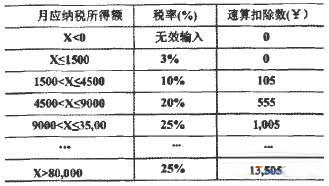 月应纳税所得额 税率(%) 速算扣除数(¥)
X<0 无效输入 0
X≤1500 3% 0
1500<X≤4500 10% 105
4500<X≤9000 20% 555
9000<X≤35,00 25% 1,005
... ... ...
X>80,000 25% 13,505